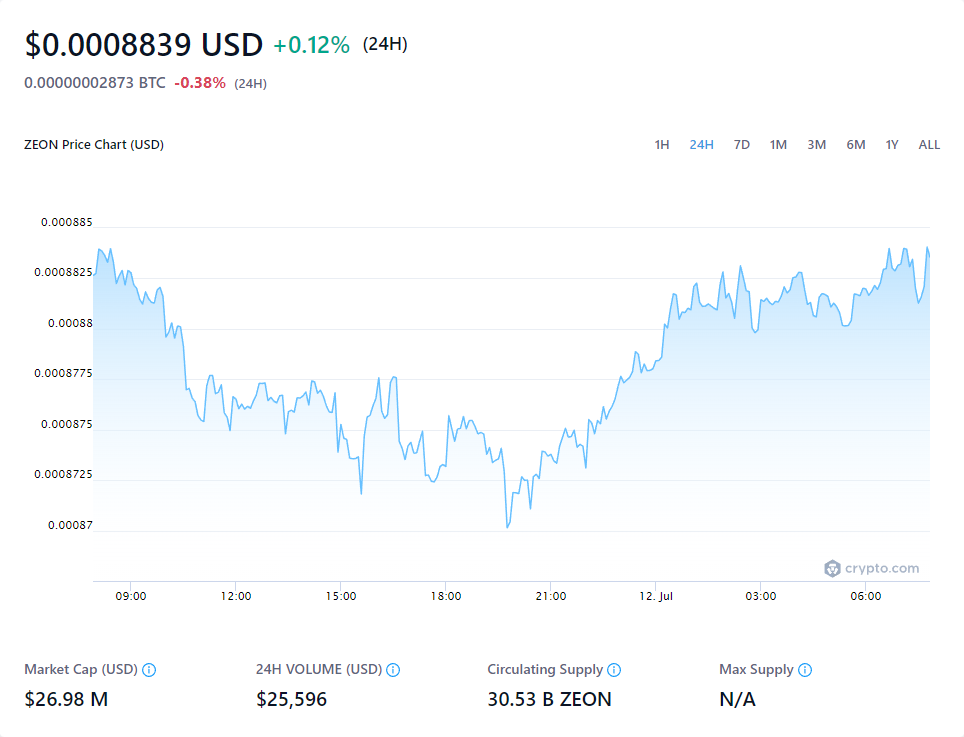 $0.0008839 USD +0.12% (24H)
0.00000002873 BTC -0.38% (24H)
ZEON Price Chart (USD) 1H 24H 7D 1M 3M 6M 1Y ALL
0.000885
0.0008825
0.00088
0.0008775
0.000875
0.0008725
0.00087
crypto.com
09:00 12:00 15:00 18:00 21:00 12. Jul 03:00 06:00
Market Cap (USD) 24H VOLUME (USD) Circulating Supply Max Supply
$26.98 M $25,596 30.53 B ZEON N/A